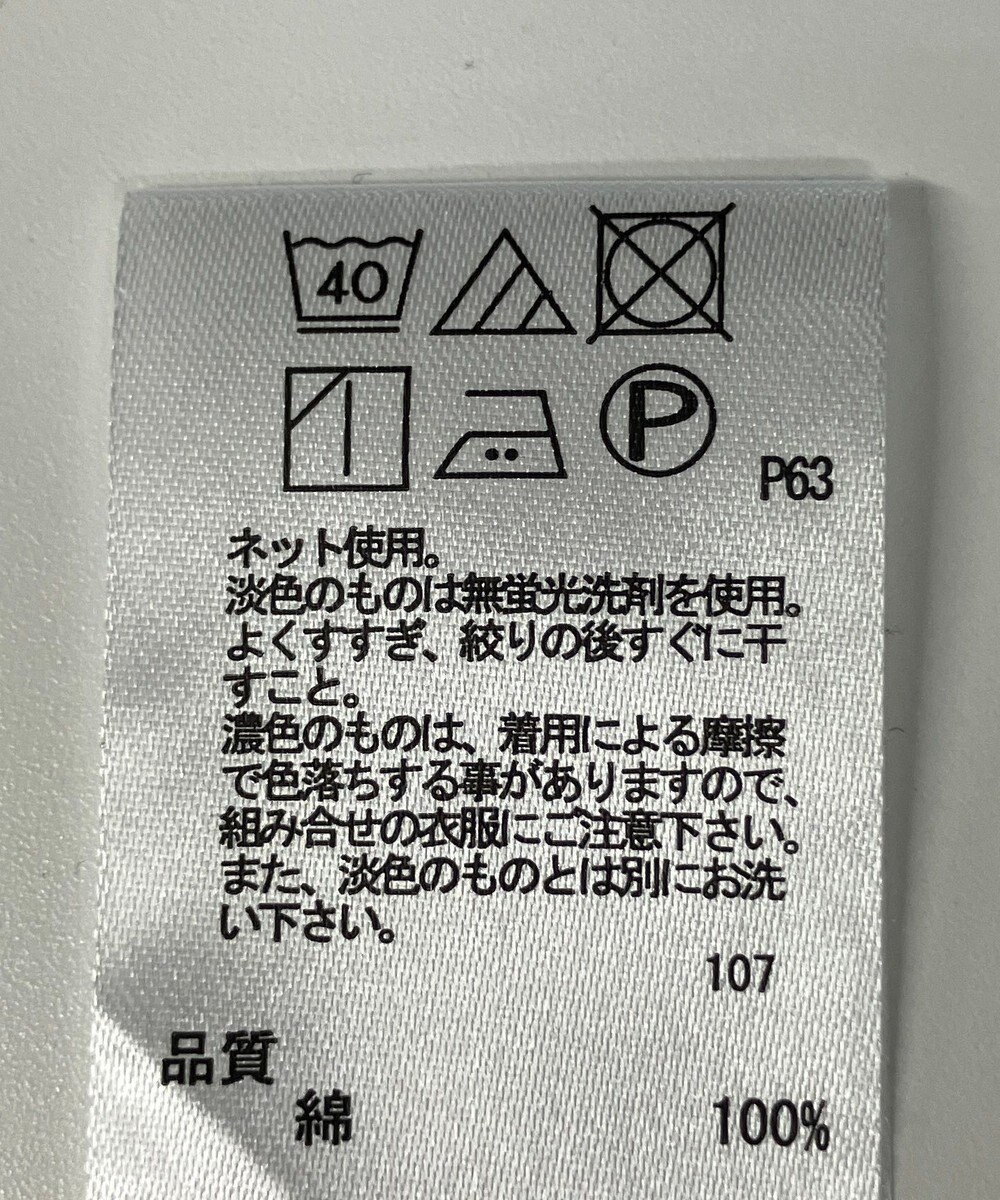 40
P
P63
ネット使用。
淡色のものは無蛍光洗剤を使用。
よくすすぎ、絞りの後すぐに干
すこと。
濃色のものは、着用による摩擦
で色落ちする事がありますので、
組み合せの衣服にご注意下さい。
また、淡色のものとは別にお洗
い下さい。
107
品質
綿 100%